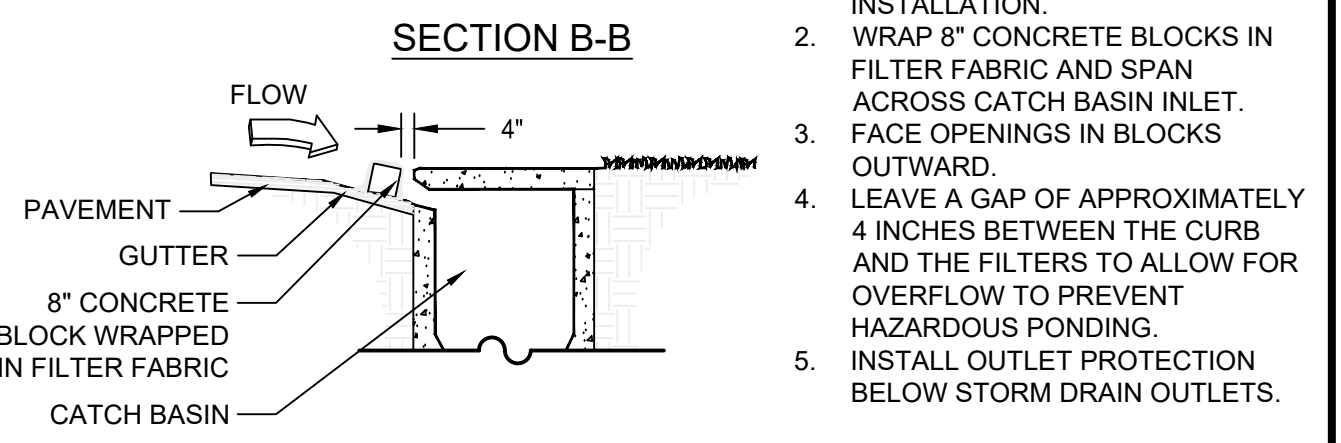 SECTION B-B
FLOW
4"
PAVEMENT
GUTTER
8" CONCRETE
BLOCK WRAPPED
IN FILTER FABRIC
CATCH BASIN
INSTALLATION.
2. WRAP 8" CONCRETE BLOCKS IN
FILTER FABRIC AND SPAN
ACROSS CATCH BASIN INLET.
3. FACE OPENINGS IN BLOCKS
OUTWARD.
4. LEAVE A GAP OF APPROXIMATELY
4 INCHES BETWEEN THE CURB
AND THE FILTERS TO ALLOW FOR
OVERFLOW TO PREVENT
HAZARDOUS PONDING.
5. INSTALL OUTLET PROTECTION
BELOW STORM DRAIN OUTLETS.